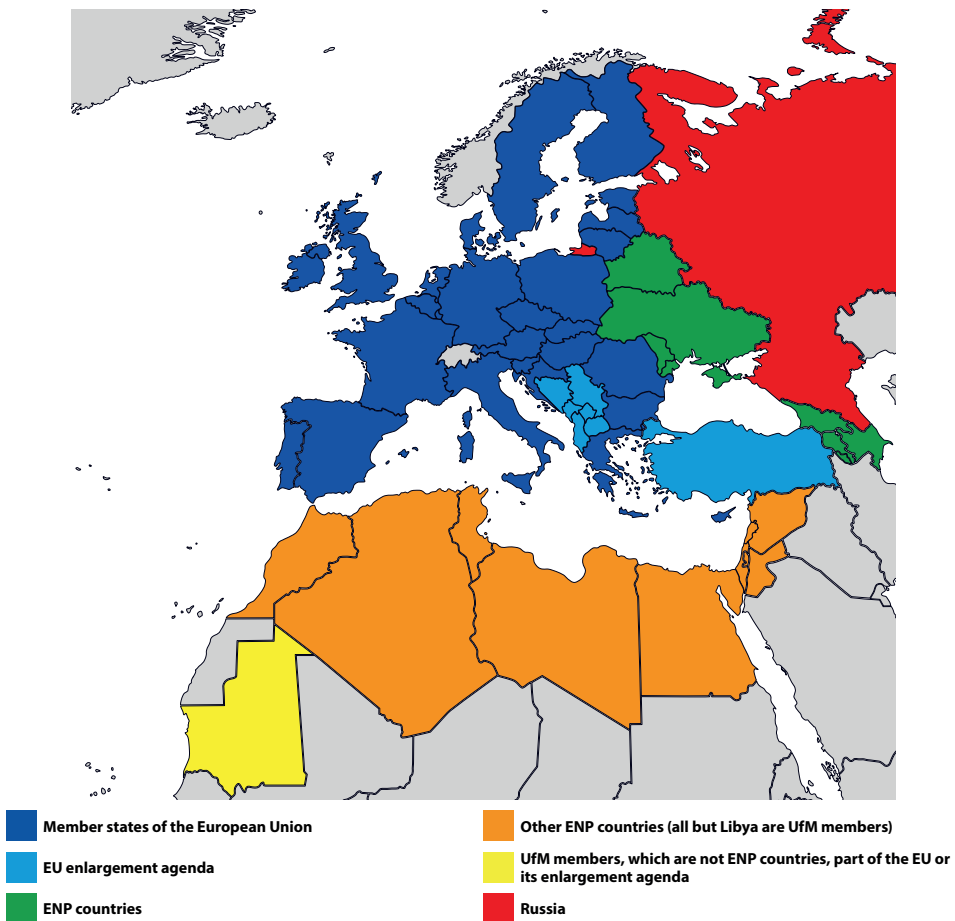 Member states of the European Union
EU enlargement agenda
ENP countries
Other ENP countries (all but Libya are UfM members)
UfM members, which are not ENP countries, part of the EU or
its enlargement agenda
Russia